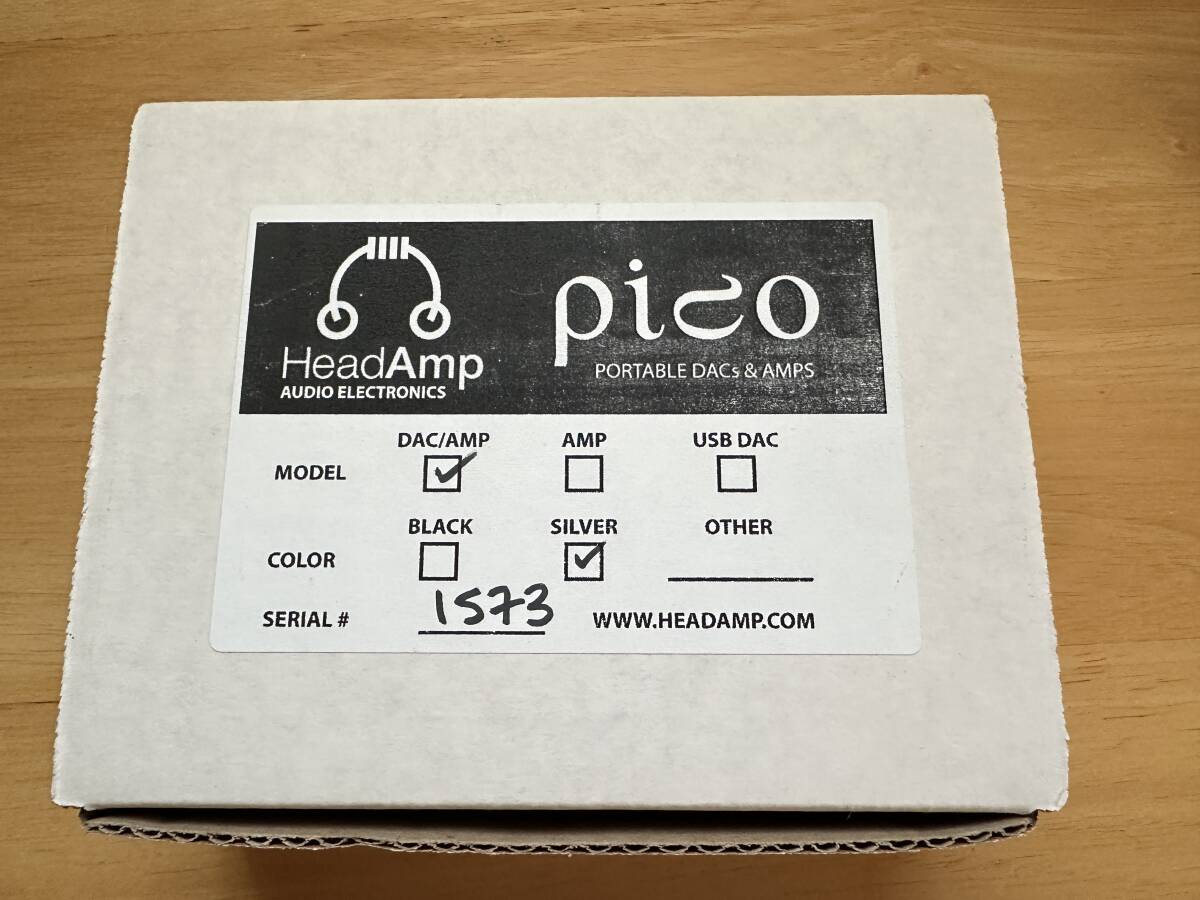 HeadAmp
AUDIO ELECTRONICS
pico
PORTABLE DACs & AMPS
DAC/AMP AMP USB DAC
MODEL
BLACK SILVER OTHER
COLOR
SERIAL # 1573 WWW.HEADAMP.COM